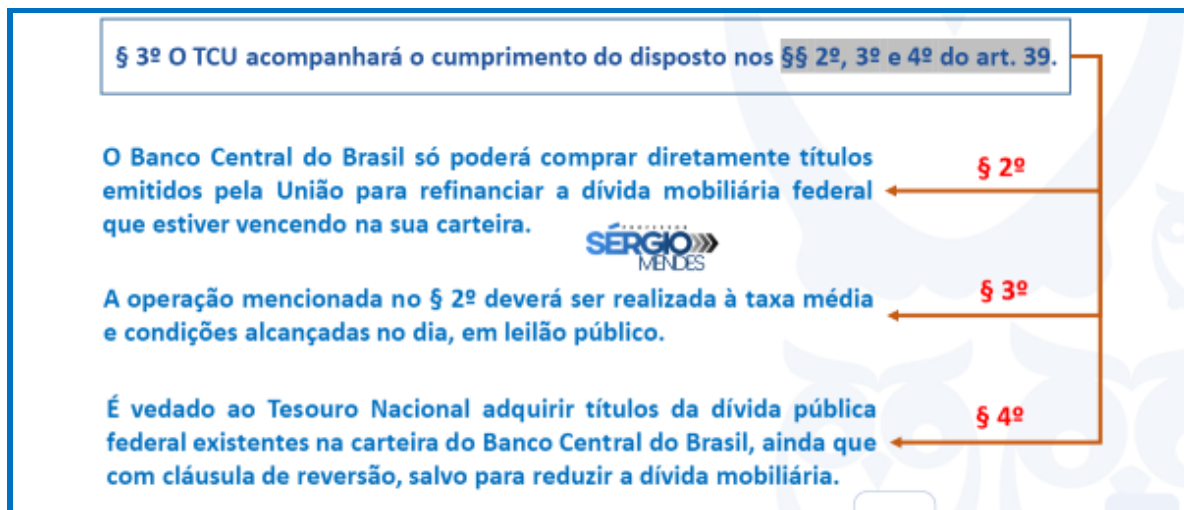 § 3º O TCU acompanhará o cumprimento do disposto nos §§ 2º, 3º e 4º do art. 39.
O Banco Central do Brasil só poderá comprar diretamente títulos
emitidos pela União para refinanciar a dívida mobiliária federal
que estiver vencendo na sua carteira.
§ 2º
PROFESSOR
SÉRGIO
MENDES
A operação mencionada no § 2º deverá ser realizada à taxa média
e condições alcançadas no dia, em leilão público.
§ 3º
É vedado ao Tesouro Nacional adquirir títulos da dívida pública
federal existentes na carteira do Banco Central do Brasil, ainda que
com cláusula de reversão, salvo para reduzir a dívida mobiliária.
§ 4º